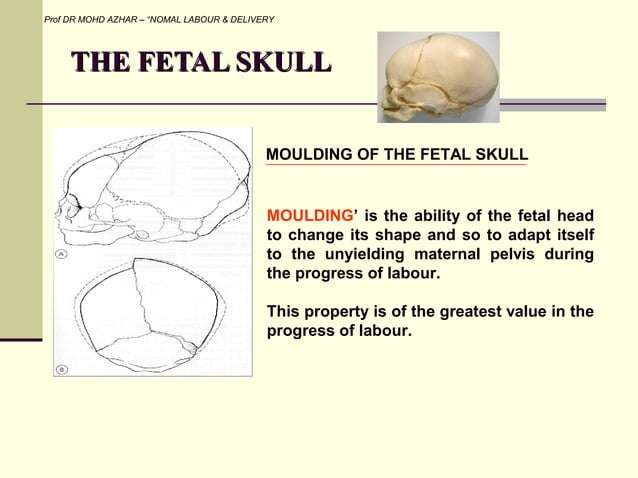 Prof DR MOHD AZHAR – “NOMAL LABOUR & DELIVERY
THE FETAL SKULL
MOULDING OF THE FETAL SKULL
MOULDING’ is the ability of the fetal head
to change its shape and so to adapt itself
to the unyielding maternal pelvis during
the progress of labour.
This property is of the greatest value in the
progress of labour.
A
B